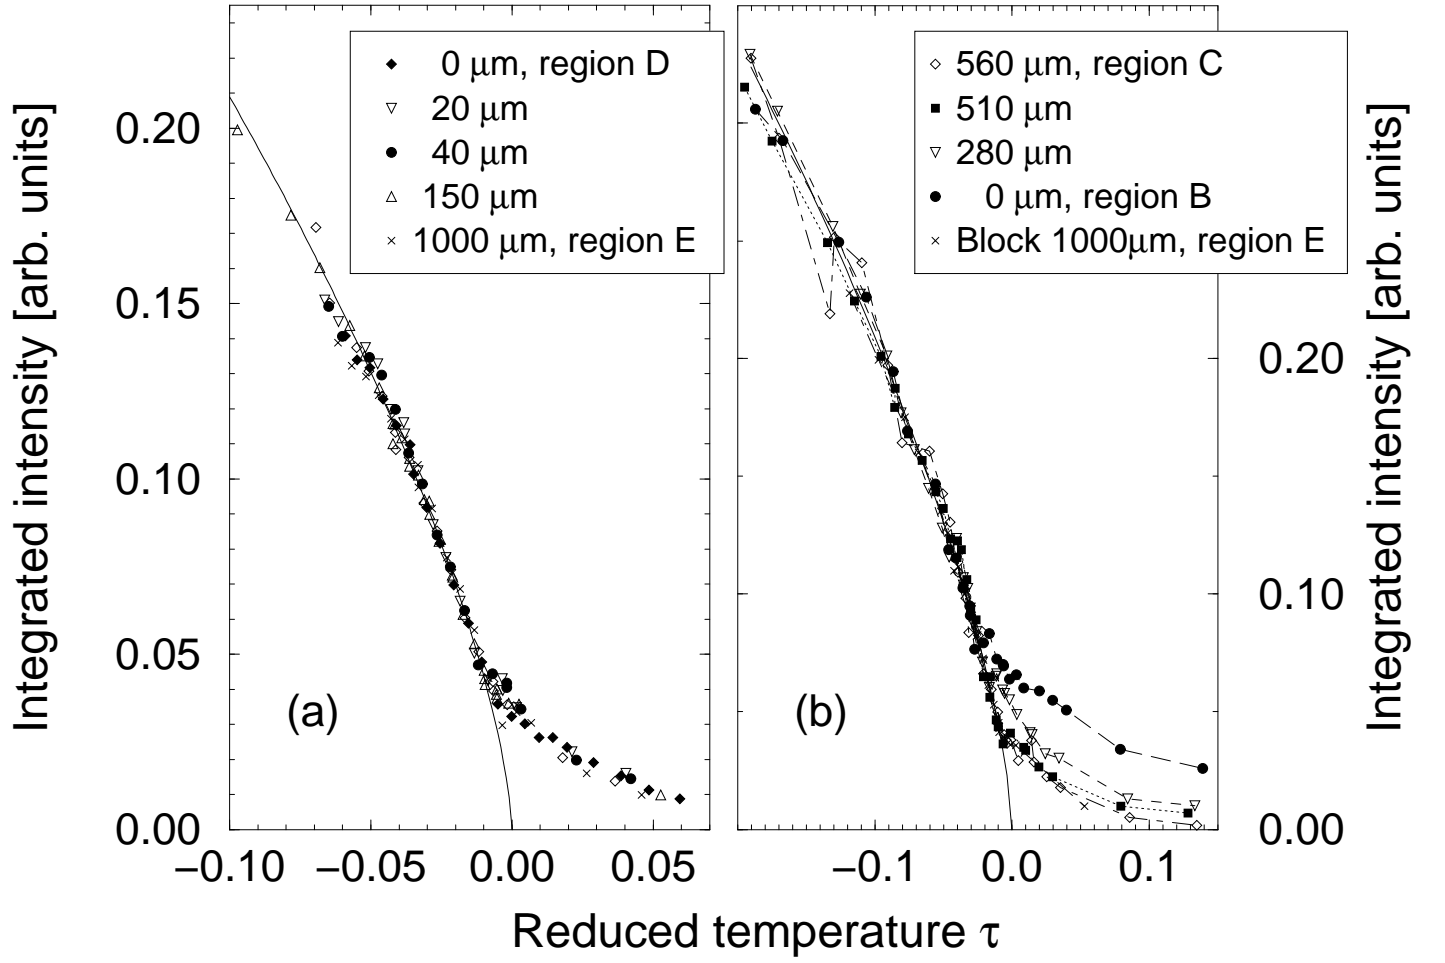 0 μm, region D
20 μm
40 μm
150 μm
1000 μm, region E
560 μm, region C
510 μm
280 μm
0 μm, region B
Block 1000μm, region E
Integrated intensity [arb. units]
0.20
0.15
0.10
0.05
0.00
(a)
(b)
0.20
0.10
0.00
Integrated intensity [arb. units]
−0.10 −0.05 0.00 0.05
−0.1 0.0 0.1
Reduced temperature τ